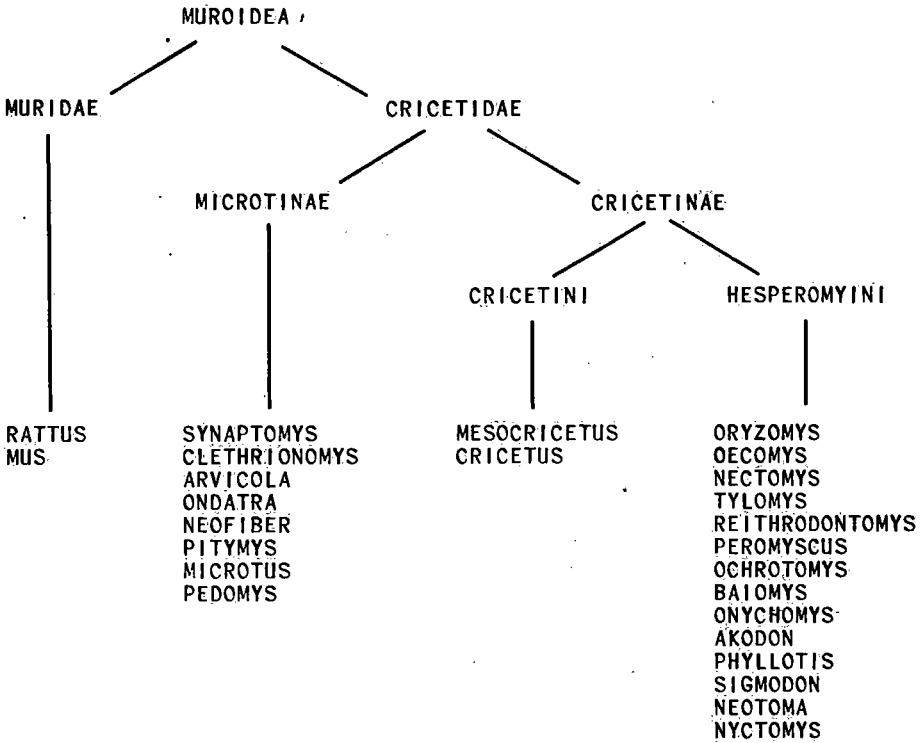 MUROIDEA
MURIDAE
CRICETIDAE
MICROTINAE
CRICETINAE
CRICETINI
HESPEROMYINI
RATTUS
MUS
SYNAPTOMYS
CLETHRIONOMYS
ARVICOLA
ONDATRA
NEOFIBER
PITYMYS
MICROTUS
PEDOMYS
MESOCRICETUS
CRICETUS
ORYZOMYS
OECOMYS
NECTOMYS
TYLOMYS
REITHRODONTOMYS
PEROMYSCUS
OCHROTOMYS
BAIOMYS
ONYCHOMYS
AKODON
PHYLLOTIS
SIGMODON
NEOTOMA
NYCTOMYS